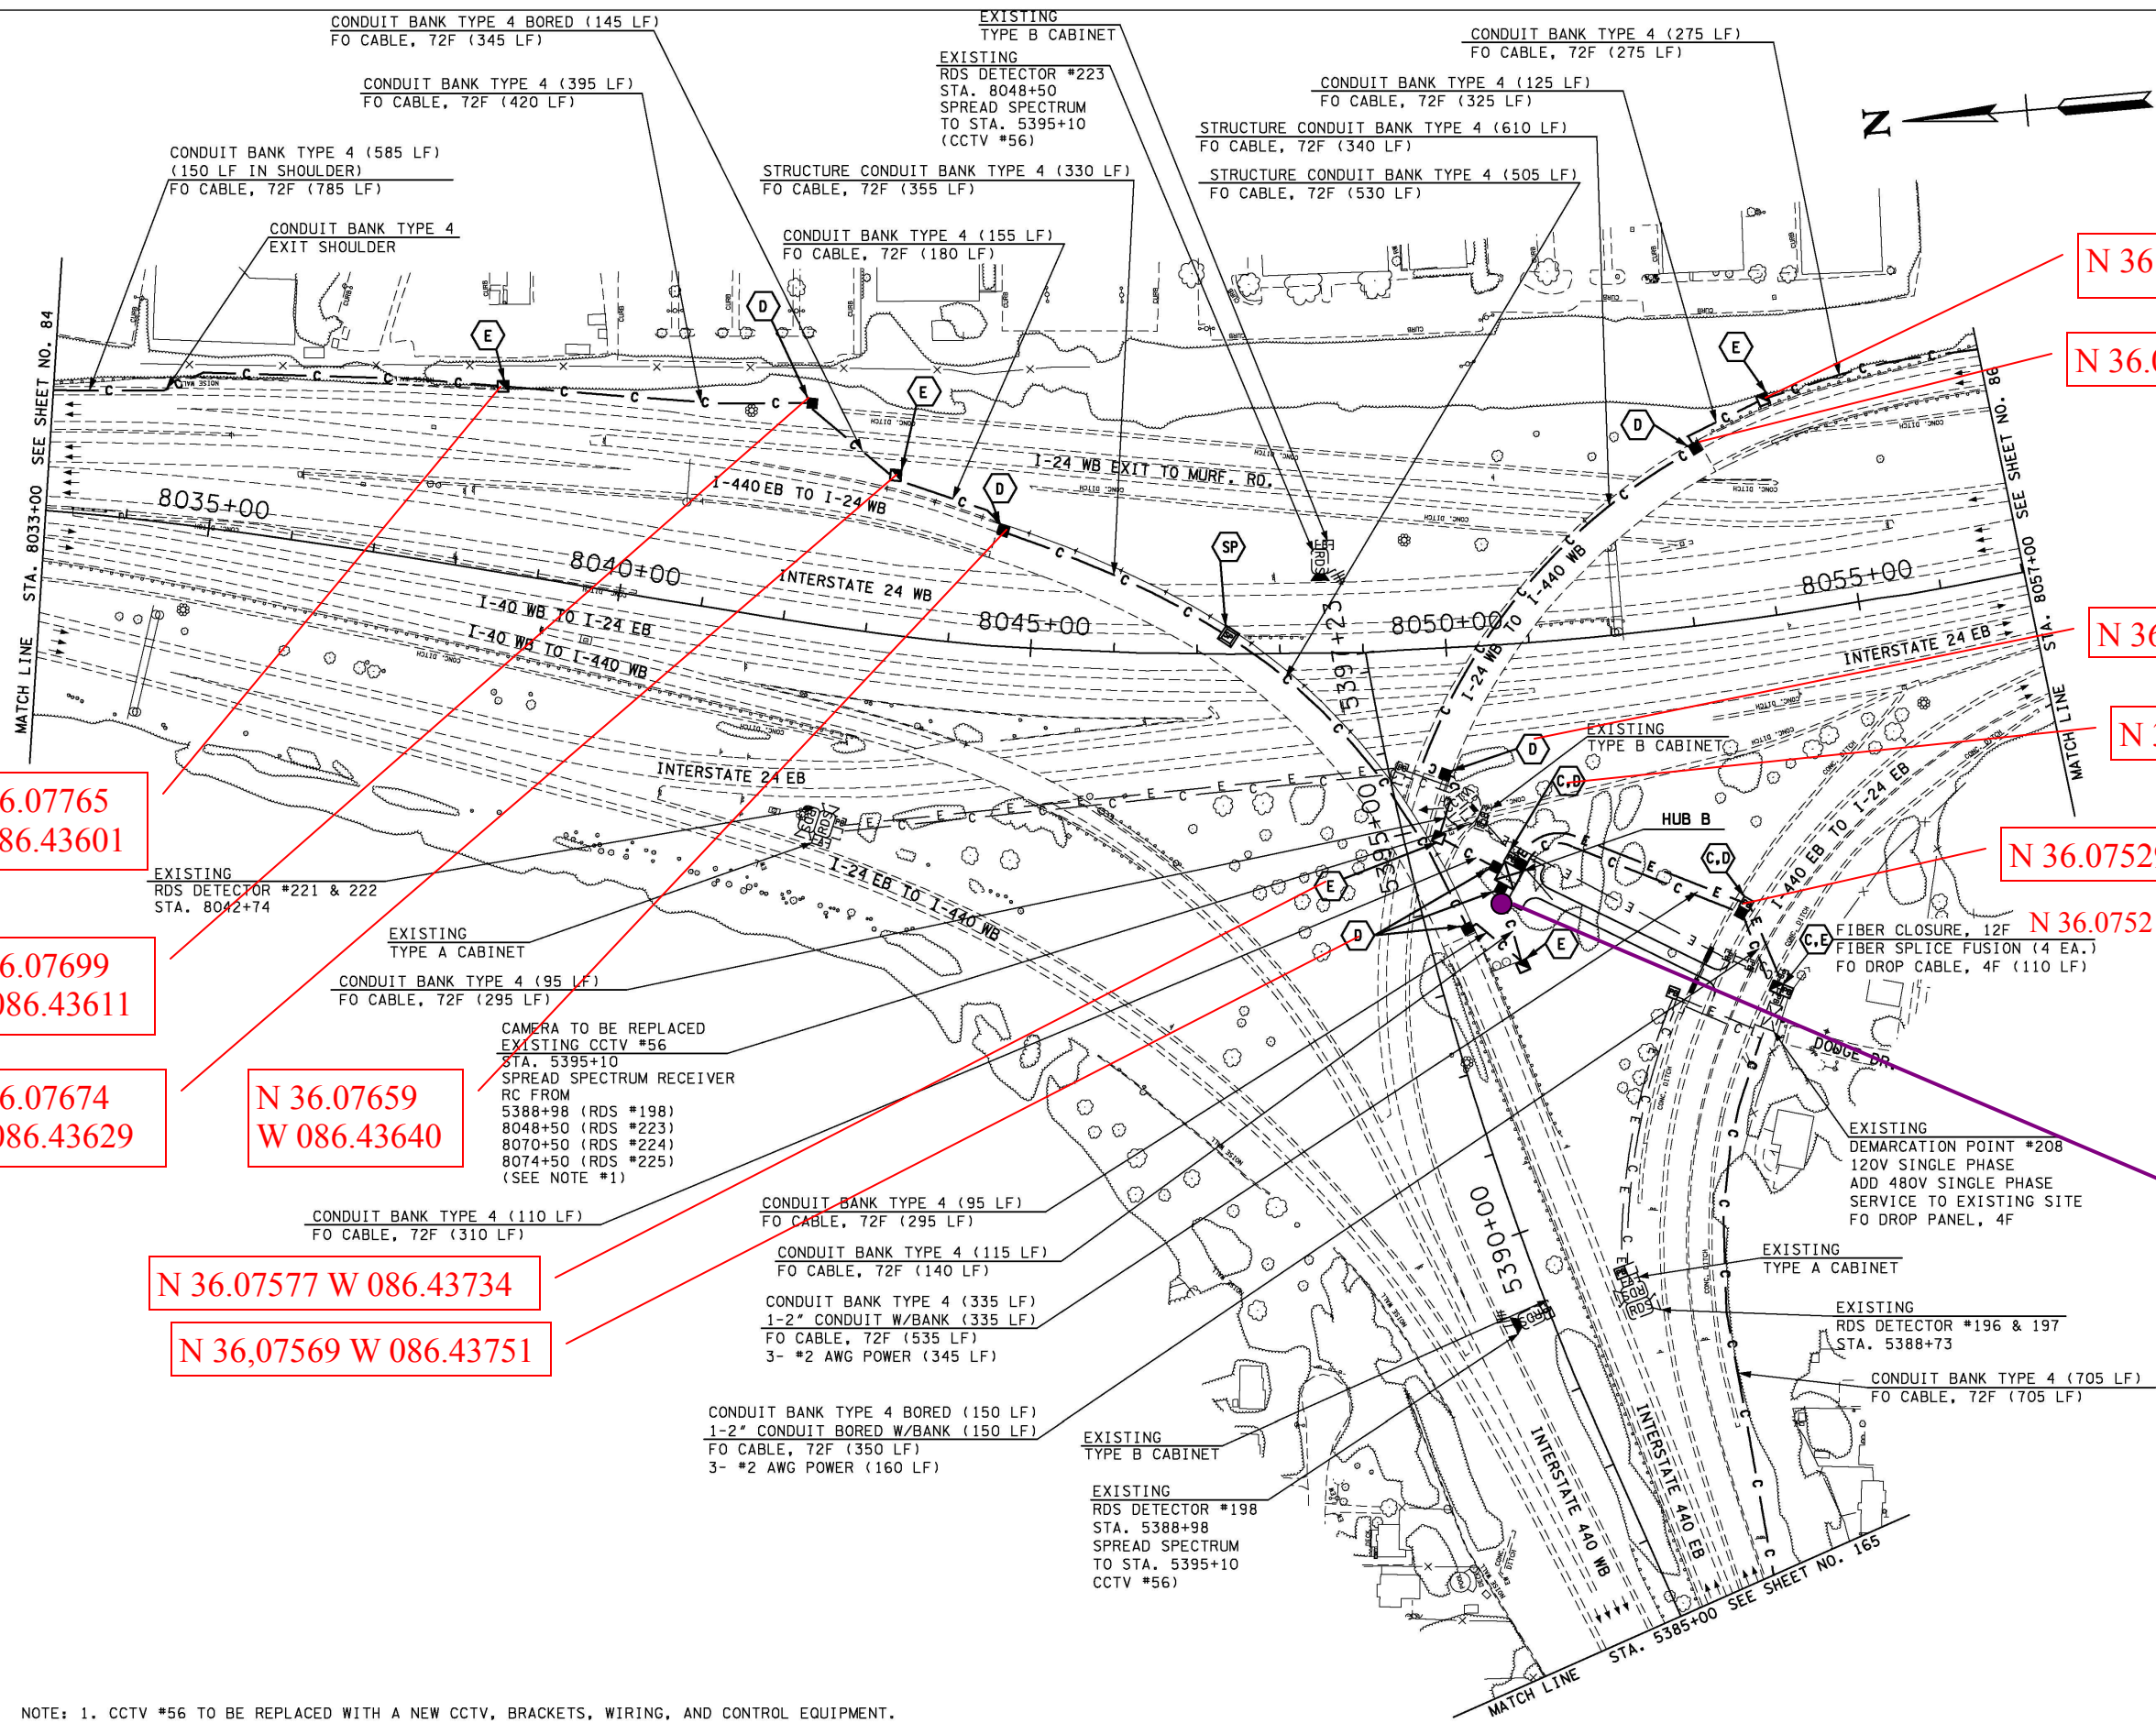 CONDUIT BANK TYPE 4 BORED (145 LF)
FO CABLE, 72F (345 LF)
CONDUIT BANK TYPE 4 (395 LF)
FO CABLE, 72F (420 LF)
CONDUIT BANK TYPE 4 (585 LF)
(150 LF IN SHOULDER)
FO CABLE, 72F (785 LF)
CONDUIT BANK TYPE 4
EXIT SHOULDER
EXISTING
TYPE B CABINET
EXISTING
RDS DETECTOR #223
STA. 8048+50
SPREAD SPECTRUM
TO STA. 5395+10
(CCTV #56)
STRUCTURE CONDUIT BANK TYPE 4 (330 LF)
FO CABLE, 72F (355 LF)
CONDUIT BANK TYPE 4 (155 LF)
FO CABLE, 72F (180 LF)
CONDUIT BANK TYPE 4 (275 LF)
FO CABLE, 72F (275 LF)
CONDUIT BANK TYPE 4 (125 LF)
FO CABLE, 72F (325 LF)
STRUCTURE CONDUIT BANK TYPE 4 (610 LF)
FO CABLE, 72F (340 LF)
STRUCTURE CONDUIT BANK TYPE 4 (505 LF)
FO CABLE, 72F (530 LF)
N
N 36
N 36.0
N 36
N 3
N 36.0752
N 36.0752
MATCH LINE STA. 8033+00 SEE SHEET NO. 84
MATCH LINE STA. 8057+00 SEE SHEET NO. 86
E
D
E
D
SP
D
E
D
C,D
C,D
C,E
E
D
E
8035+00
8040+00
8045+00
8050+00
8055+00
5397+23
5395+00
5390+00
I-24 WB EXIT TO MURF. RD.
I-440 EB TO I-24 WB
INTERSTATE 24 WB
I-40 WB TO I-24 EB
I-40 WB TO I-440 WB
INTERSTATE 24 EB
I-24 WB TO I-440 WB
INTERSTATE 24 EB
I-24 EB TO I-440 WB
I-440 EB TO I-24 EB
EXISTING
TYPE B CABINET
HUB B
FIBER CLOSURE, 12F
FIBER SPLICE FUSION (4 EA.)
FO DROP CABLE, 4F (110 LF)
DODGE DR.
6.07765
86.43601
EXISTING
RDS DETECTOR #221 & 222
STA. 8042+74
EXISTING
TYPE A CABINET
6.07699
086.43611
CONDUIT BANK TYPE 4 (95 LF)
FO CABLE, 72F (295 LF)
CAMERA TO BE REPLACED
EXISTING CCTV #56
STA. 5395+10
SPREAD SPECTRUM RECEIVER
RC FROM
5388+98 (RDS #198)
8048+50 (RDS #223)
8070+50 (RDS #224)
8074+50 (RDS #225)
(SEE NOTE #1)
6.07674
086.43629
N 36.07659
W 086.43640
CONDUIT BANK TYPE 4 (110 LF)
FO CABLE, 72F (310 LF)
N 36.07577 W 086.43734
N 36,07569 W 086.43751
CONDUIT BANK TYPE 4 (95 LF)
FO CABLE, 72F (295 LF)
CONDUIT BANK TYPE 4 (115 LF)
FO CABLE, 72F (140 LF)
CONDUIT BANK TYPE 4 (335 LF)
1-2" CONDUIT W/BANK (335 LF)
FO CABLE, 72F (535 LF)
3- #2 AWG POWER (345 LF)
CONDUIT BANK TYPE 4 BORED (150 LF)
1-2" CONDUIT BORED W/BANK (150 LF)
FO CABLE, 72F (350 LF)
3- #2 AWG POWER (160 LF)
EXISTING
TYPE B CABINET
EXISTING
RDS DETECTOR #198
STA. 5388+98
SPREAD SPECTRUM
TO STA. 5395+10
CCTV #56)
EXISTING
DEMARCATION POINT #208
120V SINGLE PHASE
ADD 480V SINGLE PHASE
SERVICE TO EXISTING SITE
FO DROP PANEL, 4F
EXISTING
TYPE A CABINET
EXISTING
RDS DETECTOR #196 & 197
STA. 5388+73
CONDUIT BANK TYPE 4 (705 LF)
FO CABLE, 72F (705 LF)
INTERSTATE 440 WB
INTERSTATE 440 EB
MATCH LINE STA. 5385+00 SEE SHEET NO. 165
NOTE: 1. CCTV #56 TO BE REPLACED WITH A NEW CCTV, BRACKETS, WIRING, AND CONTROL EQUIPMENT.